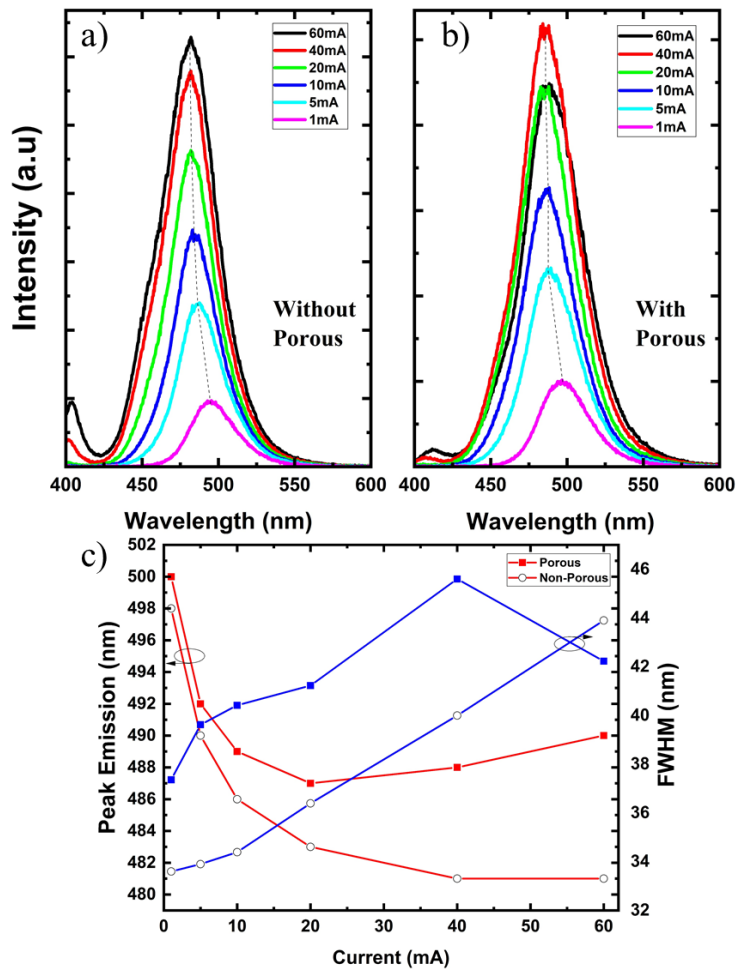 a)
60mA
40mA
20mA
10mA
5mA
1mA
Without
Porous
Intensity (a.u)
400 450 500 550 600
Wavelength (nm)
b)
60mA
40mA
20mA
10mA
5mA
1mA
With
Porous
400 450 500 550 600
Wavelength (nm)
c)
Porous
Non-Porous
Peak Emission (nm)
502
500
498
496
494
492
490
488
486
484
482
480
FWHM (nm)
46
44
42
40
36
34
32
0 10 20 30 40 50 60
Current (mA)